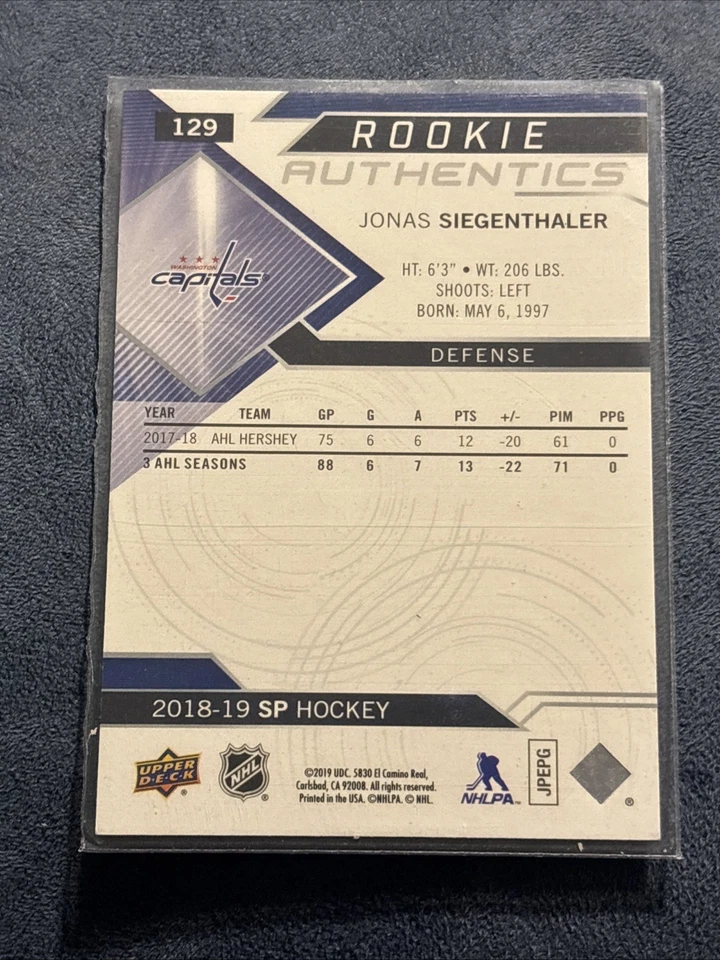 129
ROOKIE
AUTHENTICS
JONAS SIEGENTHALER
WASHINGTON
capitals
HT: 6'3" • WT: 206 LBS.
SHOOTS: LEFT
BORN: MAY 6, 1997
DEFENSE
YEAR TEAM GP G A PTS +/- PIM PPG
2017-18 AHL HERSHEY 75 6 6 12 -20 61 0
3 AHL SEASONS 88 6 7 13 -22 71 0
2018-19 SP HOCKEY
UPPER
D·E·C·K
NHL
©2019 UDC. 5830 El Camino Real,
Carlsbad, CA 92008. All rights reserved.
Printed in the USA. ©NHLPA. © NHL.
NHLPA™
JPEPG
®